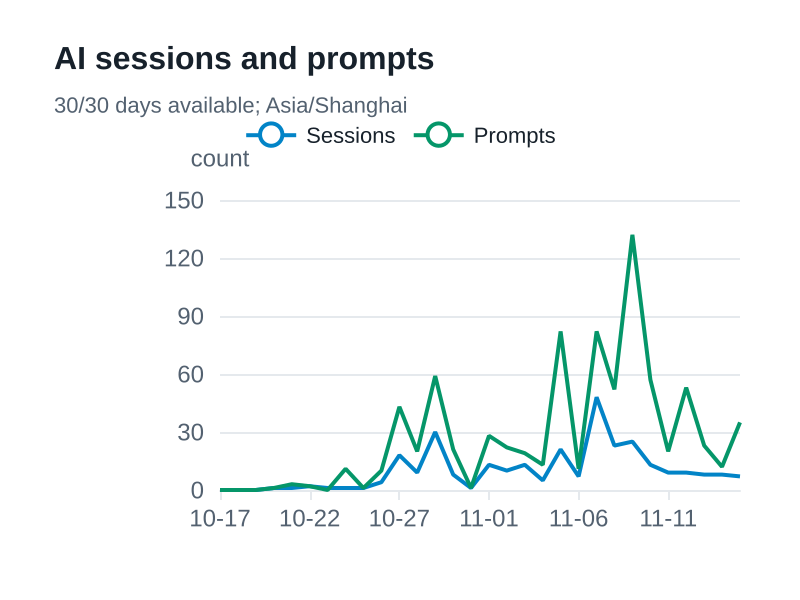 AI sessions and prompts
30/30 days available; Asia/Shanghai
Sessions Prompts
count
150
120
90
60
30
0
10-17 10-22 10-27 11-01 11-06 11-11